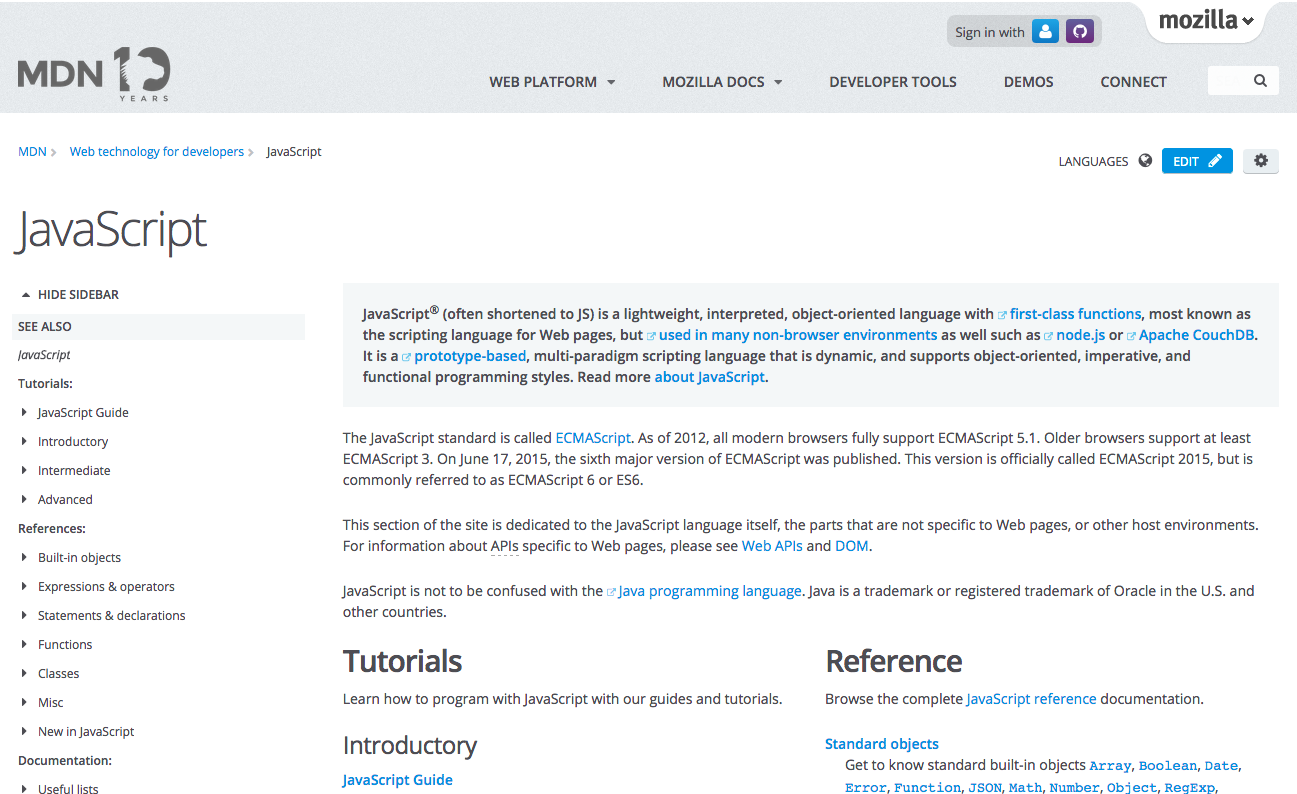 Sign in with
mozilla
MDN 10
YEARS
WEB PLATFORM
MOZILLA DOCS
DEVELOPER TOOLS
DEMOS
CONNECT
MDN
Web technology for developers
JavaScript
LANGUAGES
EDIT
JavaScript
HIDE SIDEBAR
SEE ALSO
JavaScript
Tutorials:
JavaScript Guide
Introductory
Intermediate
Advanced
References:
Built-in objects
Expressions & operators
Statements & declarations
Functions
Classes
Misc
New in JavaScript
Documentation:
Useful lists
JavaScript® (often shortened to JS) is a lightweight, interpreted, object-oriented language with first-class functions, most known as
the scripting language for Web pages, but used in many non-browser environments as well such as node.js or Apache CouchDB.
It is a prototype-based, multi-paradigm scripting language that is dynamic, and supports object-oriented, imperative, and
functional programming styles. Read more about JavaScript.
The JavaScript standard is called ECMAScript. As of 2012, all modern browsers fully support ECMAScript 5.1. Older browsers support at least
ECMAScript 3. On June 17, 2015, the sixth major version of ECMAScript was published. This version is officially called ECMAScript 2015, but is
commonly referred to as ECMAScript 6 or ES6.
This section of the site is dedicated to the JavaScript language itself, the parts that are not specific to Web pages, or other host environments.
For information about APIs specific to Web pages, please see Web APIs and DOM.
JavaScript is not to be confused with the Java programming language. Java is a trademark or registered trademark of Oracle in the U.S. and
other countries.
Tutorials
Learn how to program with JavaScript with our guides and tutorials.
Introductory
JavaScript Guide
Reference
Browse the complete JavaScript reference documentation.
Standard objects
Get to know standard built-in objects Array, Boolean, Date,
Error, Function, JSON, Math, Number, Object, RegExp,